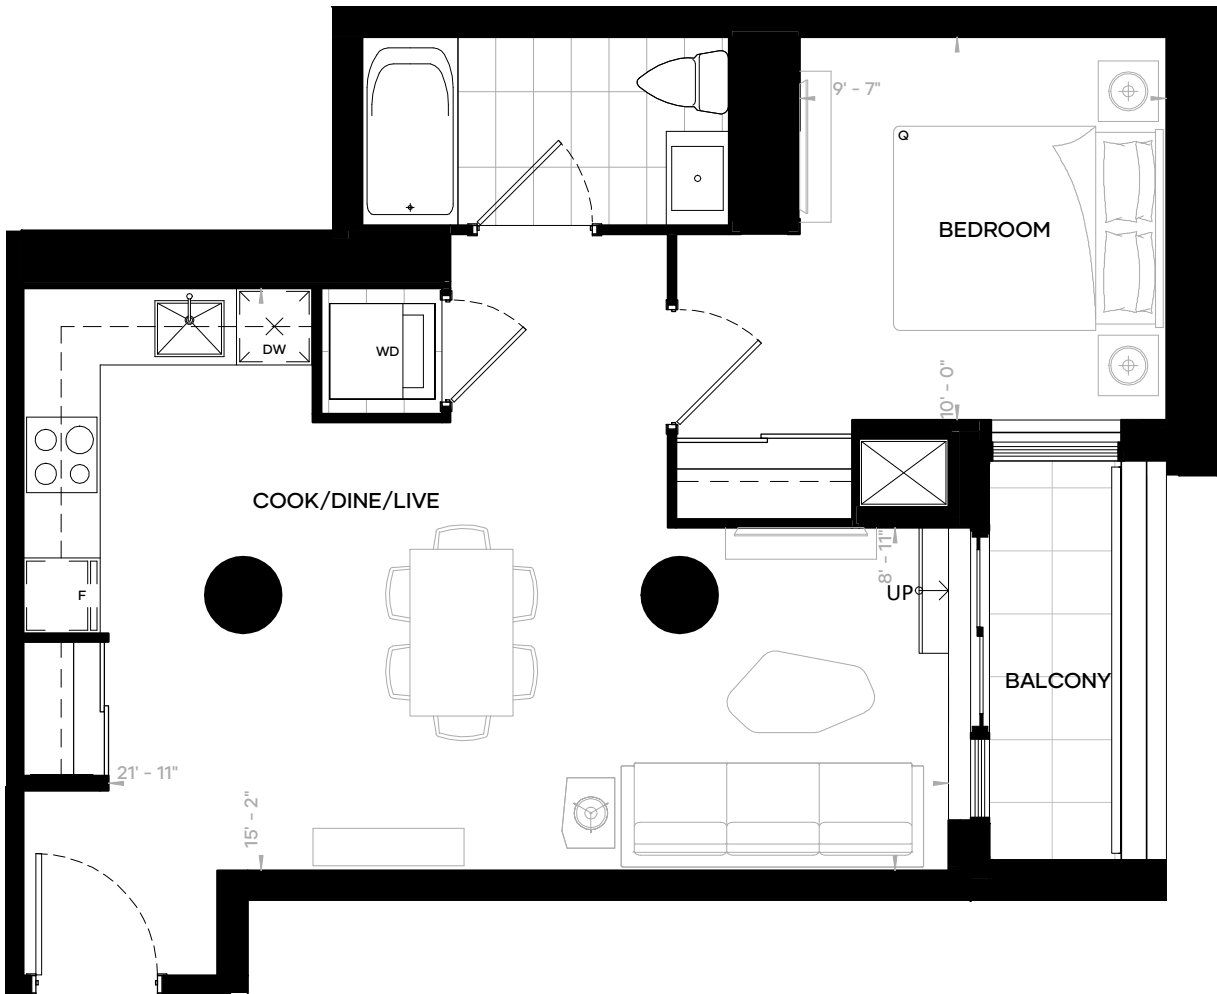 9' - 7"
Q
BEDROOM
DW
WD
10' - 0"
COOK/DINE/LIVE
8' - 11"
F
UP
BALCONY
21' - 11"
15' - 2"